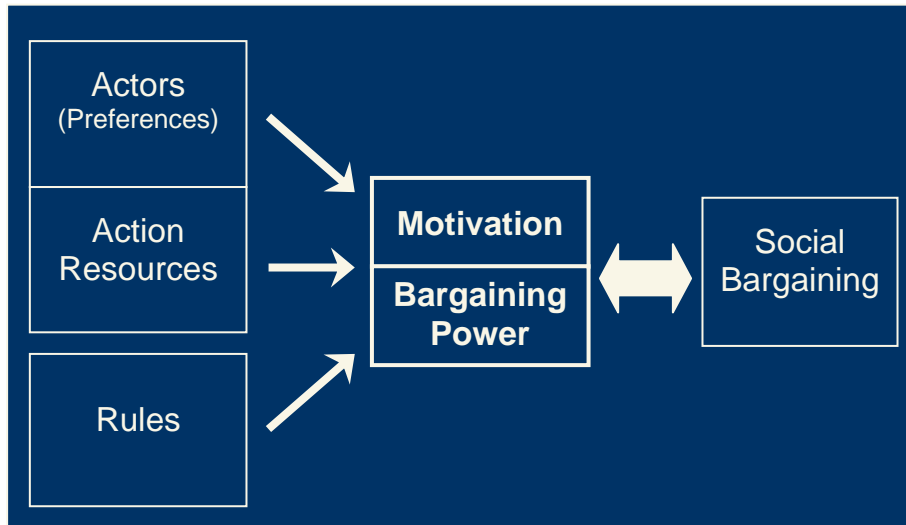 Actors
(Preferences)
Action
Resources
Rules
Motivation
Bargaining
Power
Social
Bargaining